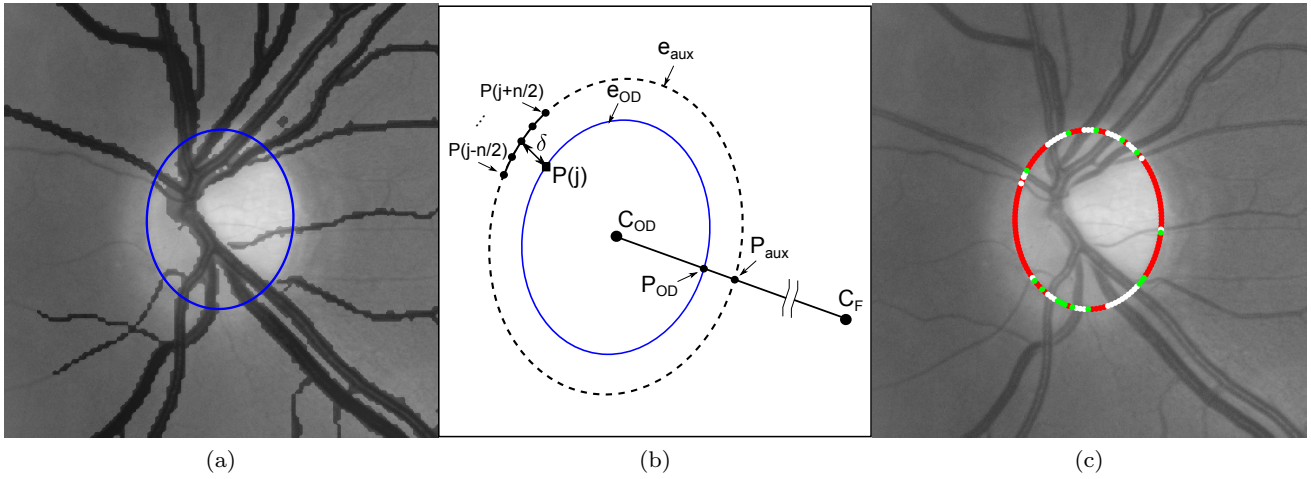 e_aux
P(j+n/2)
e_OD
...
δ
P(j-n/2)
P(j)
C_OD
P_aux
P_OD
C_F
(a)
(b)
(c)